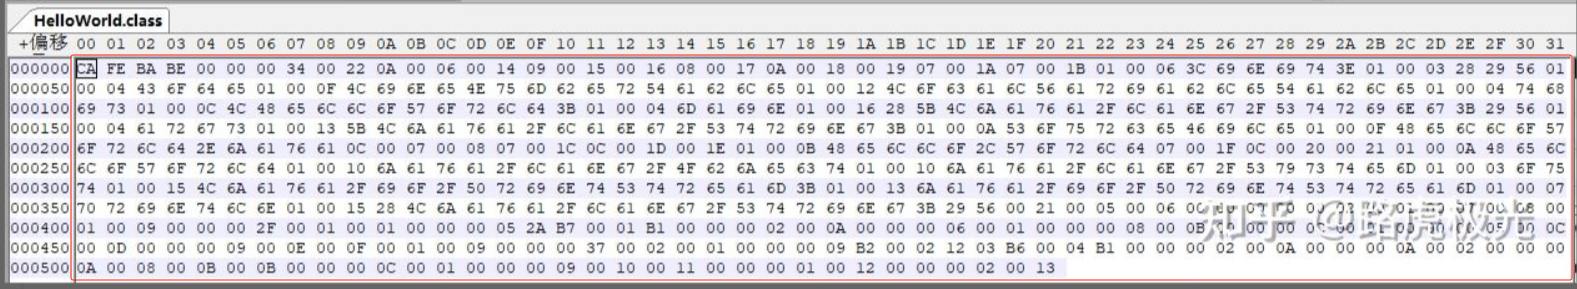 HelloWorld.class
+偏移 00 01 02 03 04 05 06 07 08 09 0A 0B 0C 0D 0E 0F 10 11 12 13 14 15 16 17 18 19 1A 1B 1C 1D 1E 1F 20 21 22 23 24 25 26 27 28 29 2A 2B 2C 2D 2E 2F 30 31
000000 CA FE BA BE 00 00 00 34 00 22 0A 00 06 00 14 09 00 15 00 16 08 00 17 0A 00 18 00 19 07 00 1A 07 00 1B 01 00 06 3C 69 6E 69 74 3E 01 00 03 28 29 56 01
000050 00 04 43 6F 64 65 01 00 0F 4C 69 6E 65 4E 75 6D 62 65 72 54 61 62 6C 65 01 00 12 4C 6F 63 61 6C 56 61 72 69 61 62 6C 65 54 61 62 6C 65 01 00 04 74 68
000100 69 73 01 00 0C 4C 48 65 6C 6C 6F 57 6F 72 6C 64 3B 01 00 04 6D 61 69 6E 01 00 16 28 5B 4C 6A 61 76 61 2F 6C 61 6E 67 2F 53 74 72 69 6E 67 3B 29 56 01
000150 00 04 61 72 67 73 01 00 13 5B 4C 6A 61 76 61 2F 6C 61 6E 67 2F 53 74 72 69 6E 67 3B 01 00 0A 53 6F 75 72 63 65 46 69 6C 65 01 00 0F 48 65 6C 6C 6F 57
000200 6F 72 6C 64 2E 6A 61 76 61 0C 00 07 00 08 07 00 1C 0C 00 1D 00 1E 01 00 0B 48 65 6C 6C 6F 2C 57 6F 72 6C 64 07 00 1F 0C 00 20 00 21 01 00 0A 48 65 6C
000250 6C 6F 57 6F 72 6C 64 01 00 10 6A 61 76 61 2F 6C 61 6E 67 2F 4F 62 6A 65 63 74 01 00 10 6A 61 76 61 2F 6C 61 6E 67 2F 53 79 73 74 65 6D 01 00 03 6F 75
000300 74 01 00 15 4C 6A 61 76 61 2F 69 6F 2F 50 72 69 6E 74 53 74 72 65 61 6D 3B 01 00 13 6A 61 76 61 2F 69 6F 2F 50 72 69 6E 74 53 74 72 65 61 6D 01 00 07
000350 70 72 69 6E 74 6C 6E 01 00 15 28 4C 6A 61 76 61 2F 6C 61 6E 67 2F 53 74 72 69 6E 67 3B 29 56 00 21 00 05 00 06 00 08 00
000400 01 00 09 00 00 00 2F 00 01 00 01 00 00 00 05 2A B7 00 01 B1 00 00 00 02 00 0A 00 00 00 06 00 01 00 00 00 08 00 0C
知乎 @路虎极光
000450 00 0D 00 00 00 09 00 0E 00 0F 00 01 00 09 00 00 00 37 00 02 00 01 00 00 00 09 B2 00 02 12 03 B6 00 04 B1 00 00 00 02 00 0A 00 00 00 0A 00 02 00 00 00
000500 0A 00 08 00 0B 00 0B 00 00 00 0C 00 01 00 00 00 09 00 10 00 11 00 00 00 01 00 12 00 00 00 02 00 13